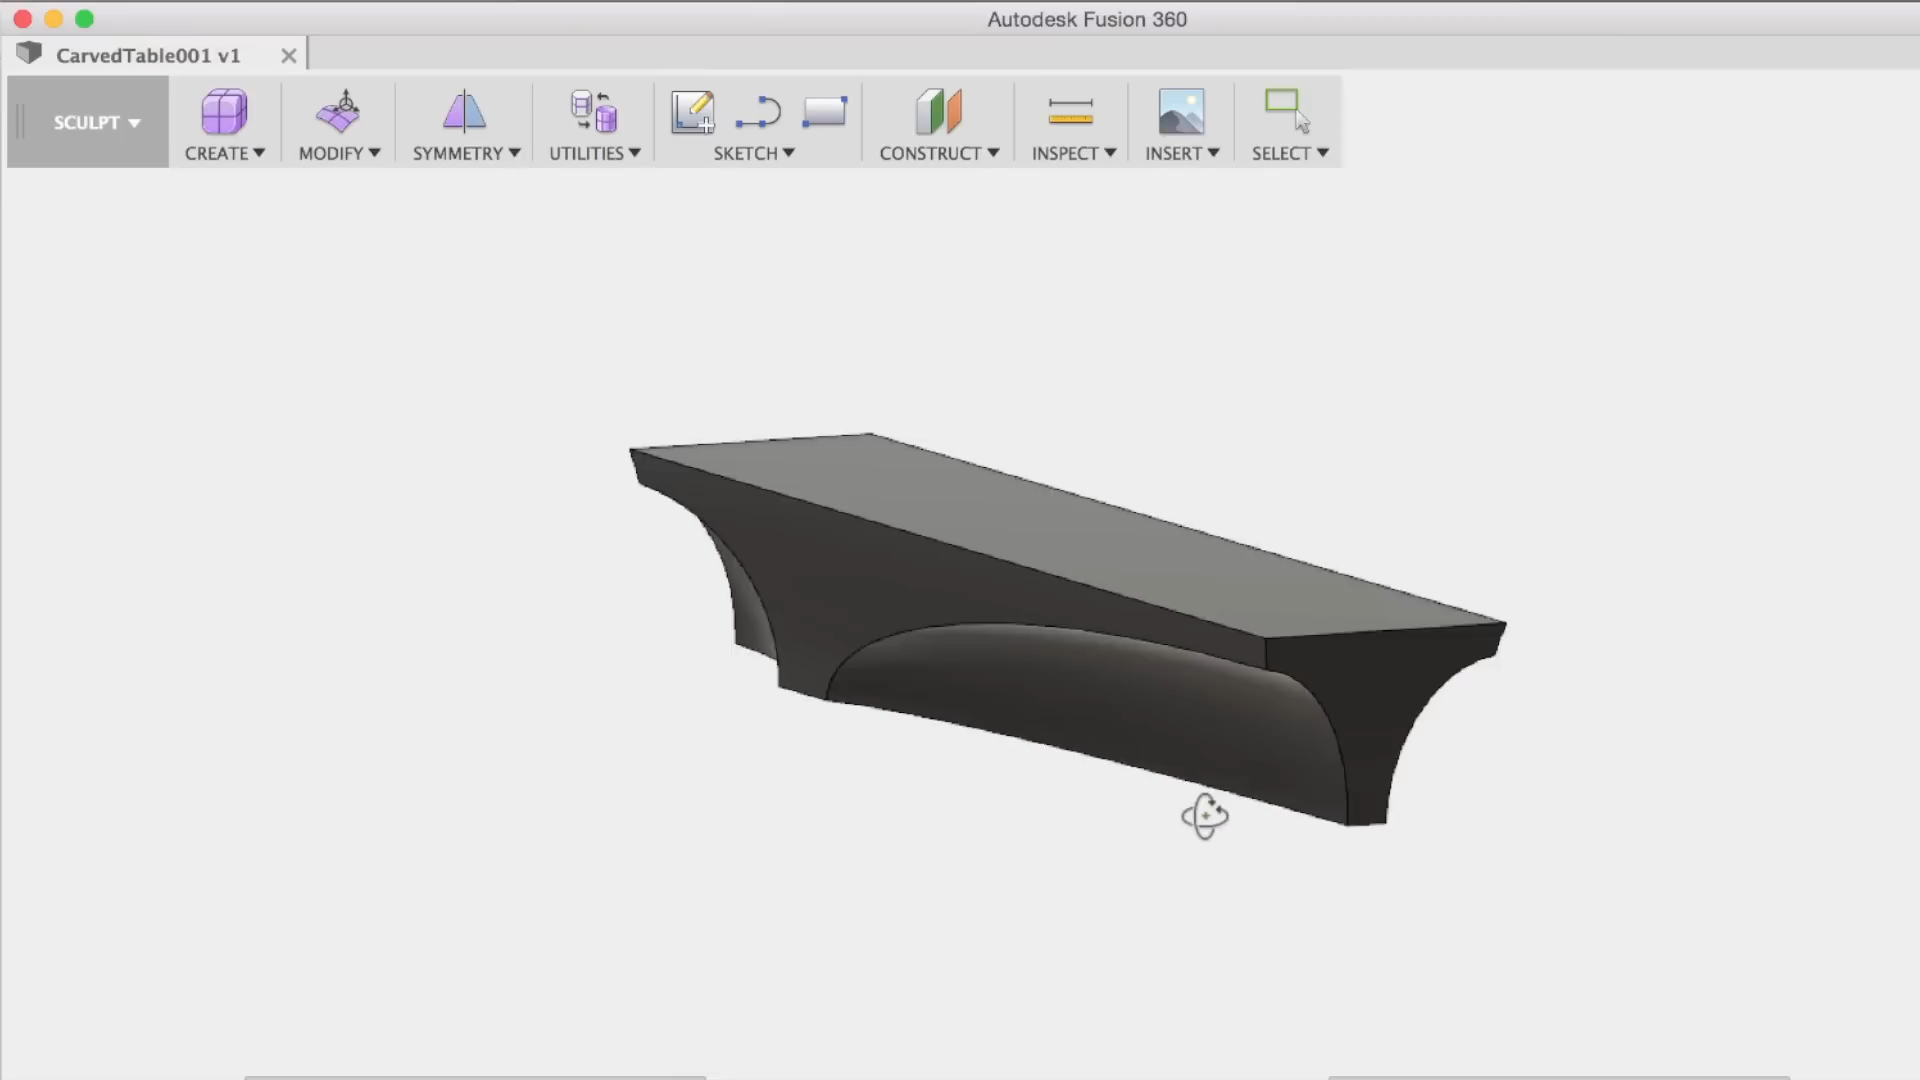 Autodesk Fusion 360
CarvedTable001 v1
SCULPT
CREATE MODIFY SYMMETRY UTILITIES SKETCH CONSTRUCT INSPECT INSERT SELECT